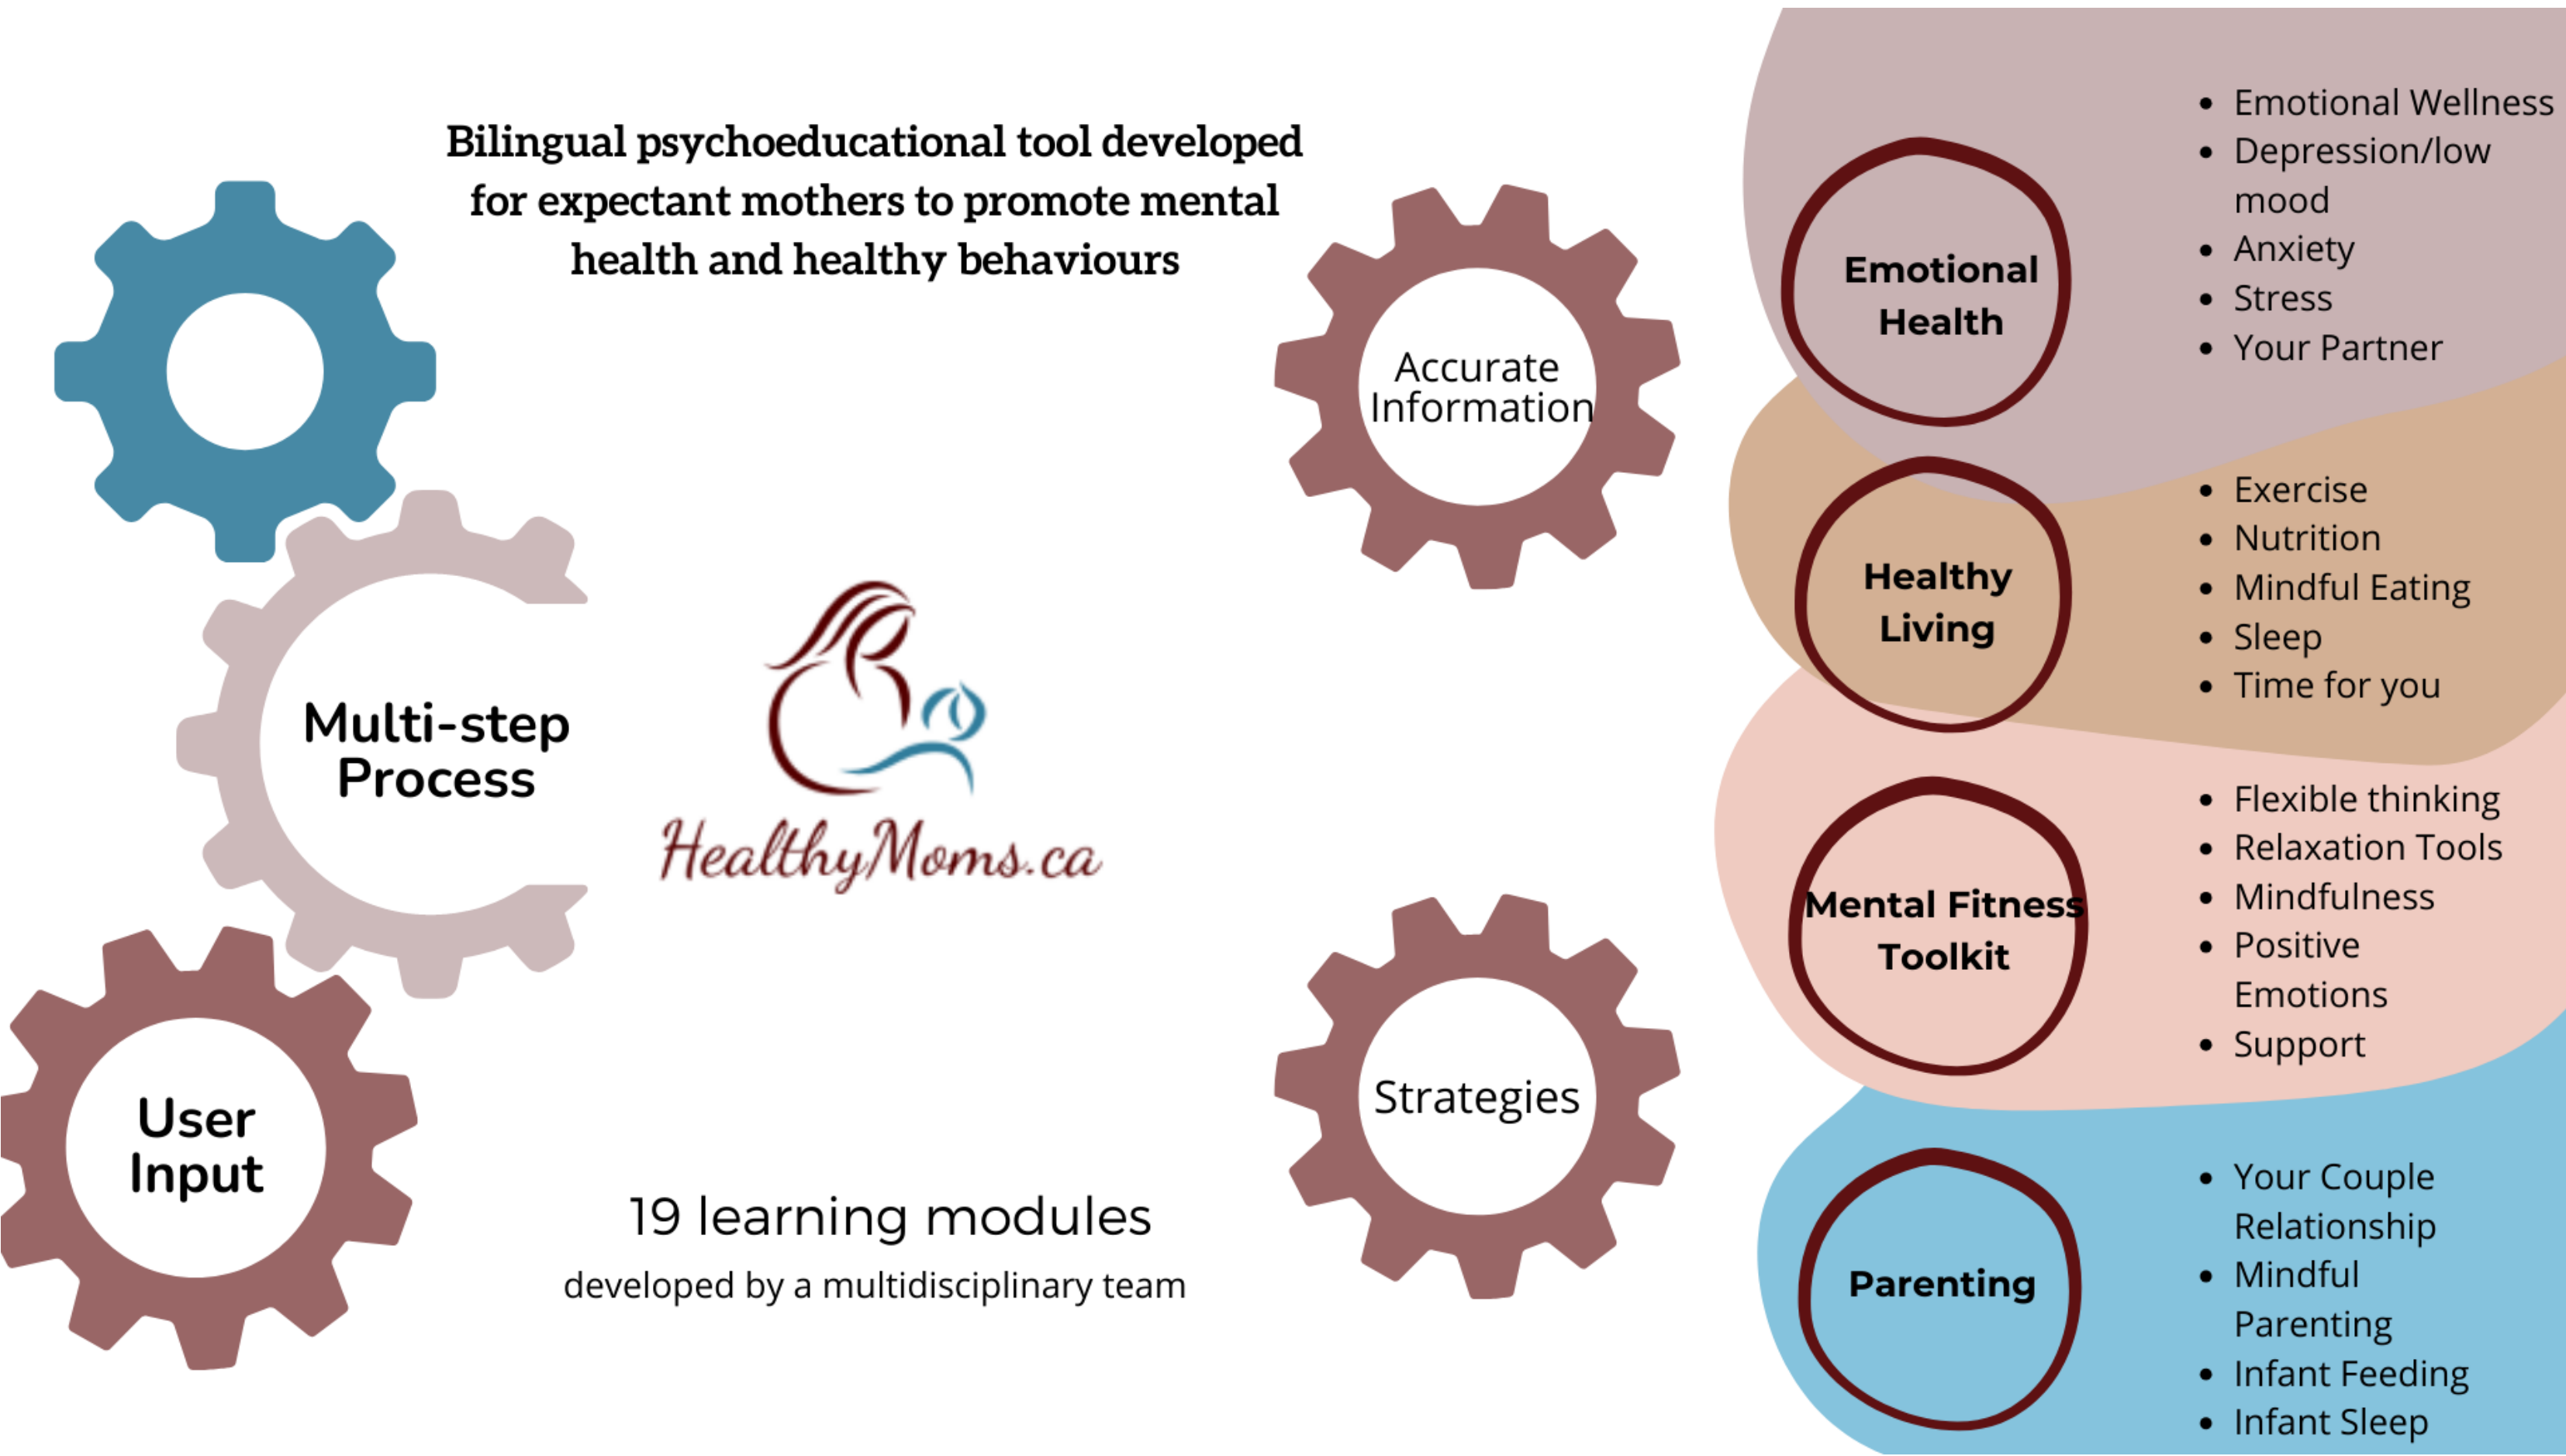 Bilingual psychoeducational tool developed
for expectant mothers to promote mental
health and healthy behaviours
Multi-step
Process
User
Input
HealthyMoms.ca
19 learning modules
developed by a multidisciplinary team
Accurate
Information
Strategies
Emotional
Health
• Emotional Wellness
• Depression/low
mood
• Anxiety
• Stress
• Your Partner
Healthy
Living
• Exercise
• Nutrition
• Mindful Eating
• Sleep
• Time for you
Mental Fitness
Toolkit
• Flexible thinking
• Relaxation Tools
• Mindfulness
• Positive
Emotions
• Support
Parenting
• Your Couple
Relationship
• Mindful
Parenting
• Infant Feeding
• Infant Sleep